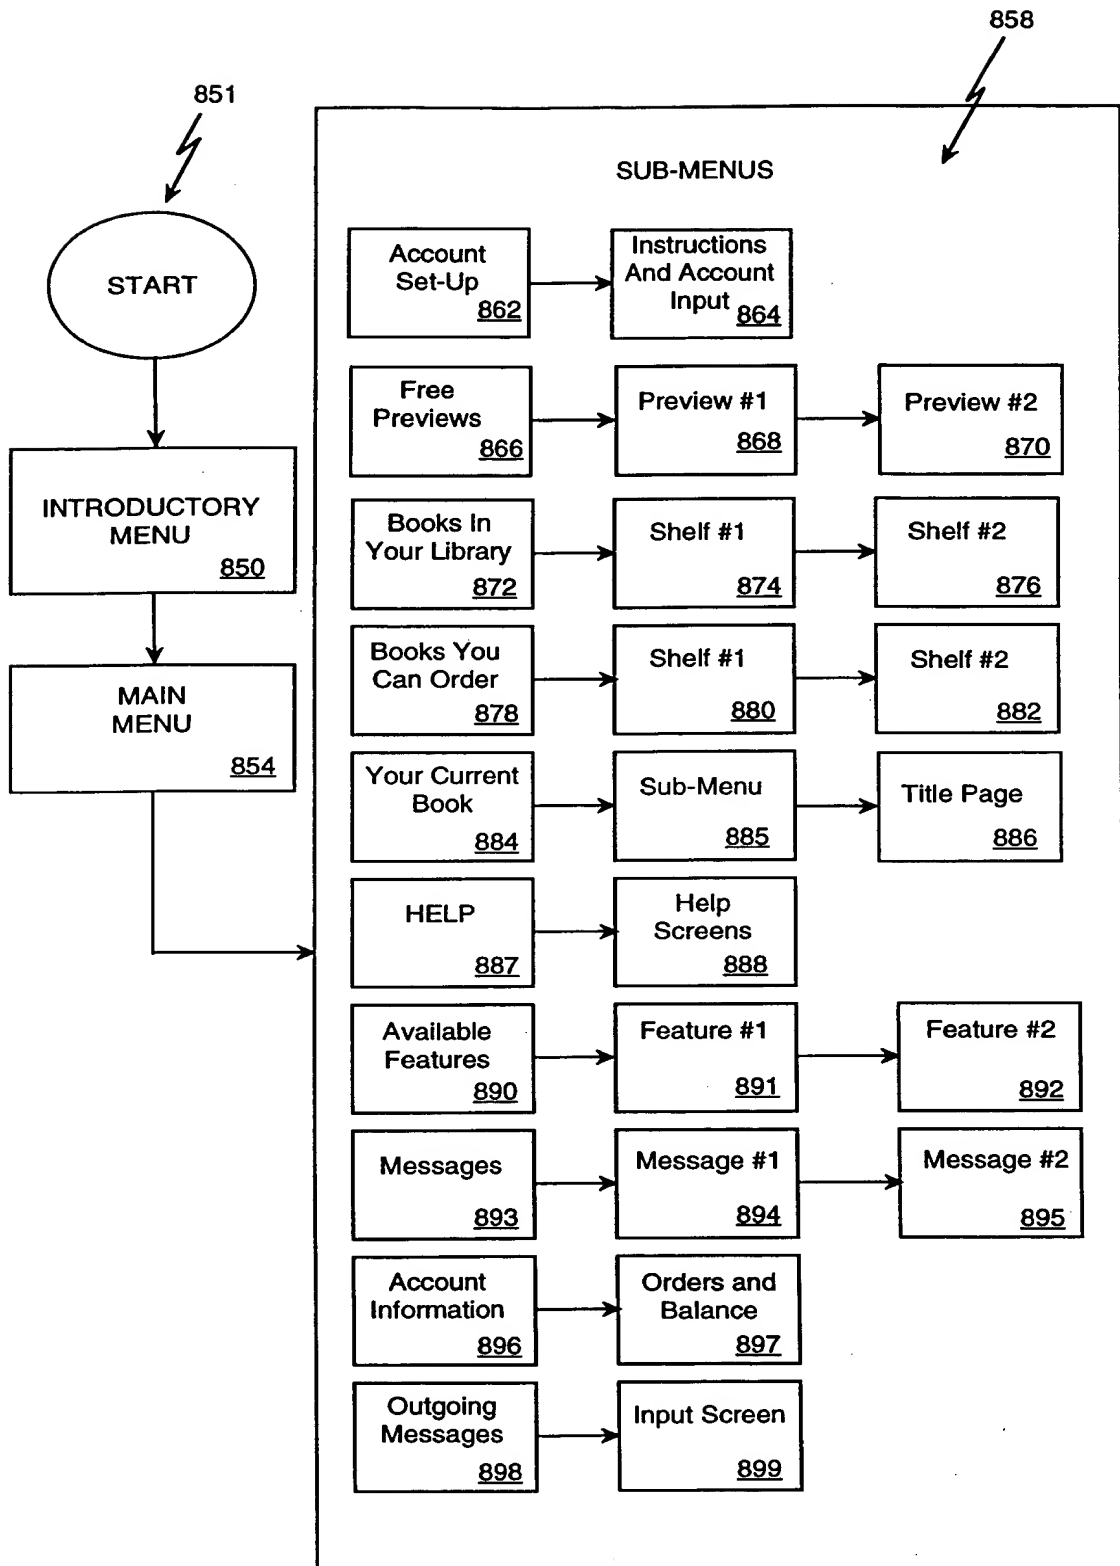 858
851
SUB-MENUS
START
INTRODUCTORY
MENU
850
MAIN
MENU
854
Account
Set-Up
862
Instructions
And Account
Input
864
Free
Previews
866
Preview #1
868
Preview #2
870
Books In
Your Library
872
Shelf #1
874
Shelf #2
876
Books You
Can Order
878
Shelf #1
880
Shelf #2
882
Your Current
Book
884
Sub-Menu
885
Title Page
886
HELP
887
Help
Screens
888
Available
Features
890
Feature #1
891
Feature #2
892
Messages
893
Message #1
894
Message #2
895
Account
Information
896
Orders and
Balance
897
Outgoing
Messages
898
Input Screen
899